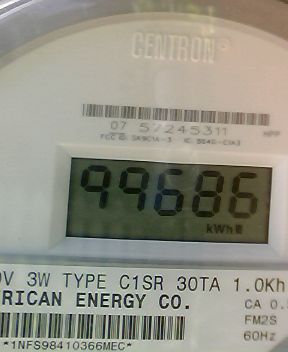 CENTRON®
07 57245311
99686
kWh
0V 3W TYPE C1SR 30TA 1.0Kh
RICAN ENERGY CO.
CA 0.
FM2S
60Hz
*1NFS98410366MEC*